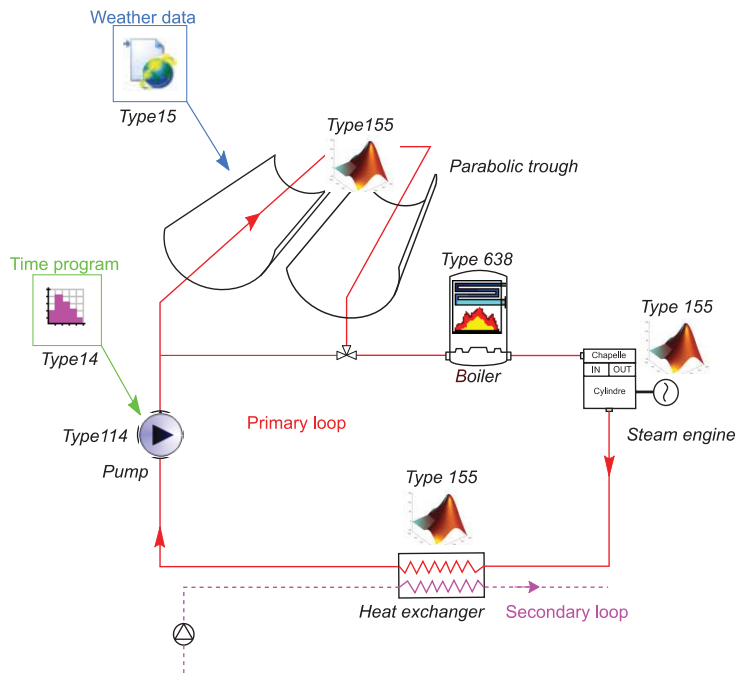 Weather data
Type15
Type155
Parabolic trough
Time program
Type14
Type 638
Boiler
Type 155
Chapelle
IN OUT
Cylindre
Steam engine
Type114
Pump
Primary loop
Type 155
Heat exchanger
Secondary loop